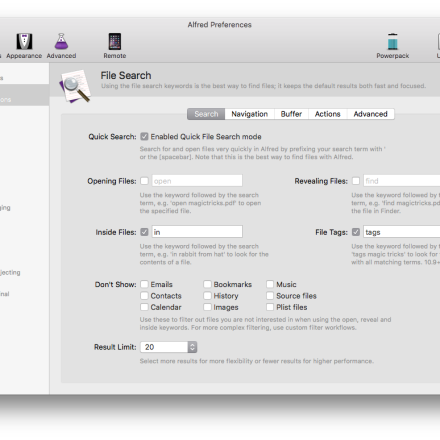 Alfred Preferences
Appearance Advanced Remote Powerpack
File Search
Using the file search keywords is the best way to find files; it keeps the default results both fast and focused.
Search Navigation Buffer Actions Advanced
Quick Search: Enabled Quick File Search mode
Search for and open files very quickly in Alfred by prefixing your search term with '
or the [spacebar]. Note that this is the best way to find files with Alfred.
Opening Files: open Revealing Files: find
Use the keyword followed by the search Use the keyword followed by
term, e.g. 'open magictricks.pdf' to open term, e.g. 'find magictricks.pd
the specified file. the file in Finder.
Inside Files: in File Tags: tags
Use the keyword followed by the search Use the keyword followed by
term, e.g. 'in rabbit from hat' to look for the 'tags magic tricks' to look for
contents of a file. with all matching terms. 10.9+
Don't Show: Emails Bookmarks Music
Contacts History Source files
Calendar Images Plist files
Use these to filter out files you are not interested in when using the open, reveal and
inside keywords. For more complex filtering, use custom filter workflows.
Result Limit: 20
Select more results for more flexibility or fewer results for higher performance.